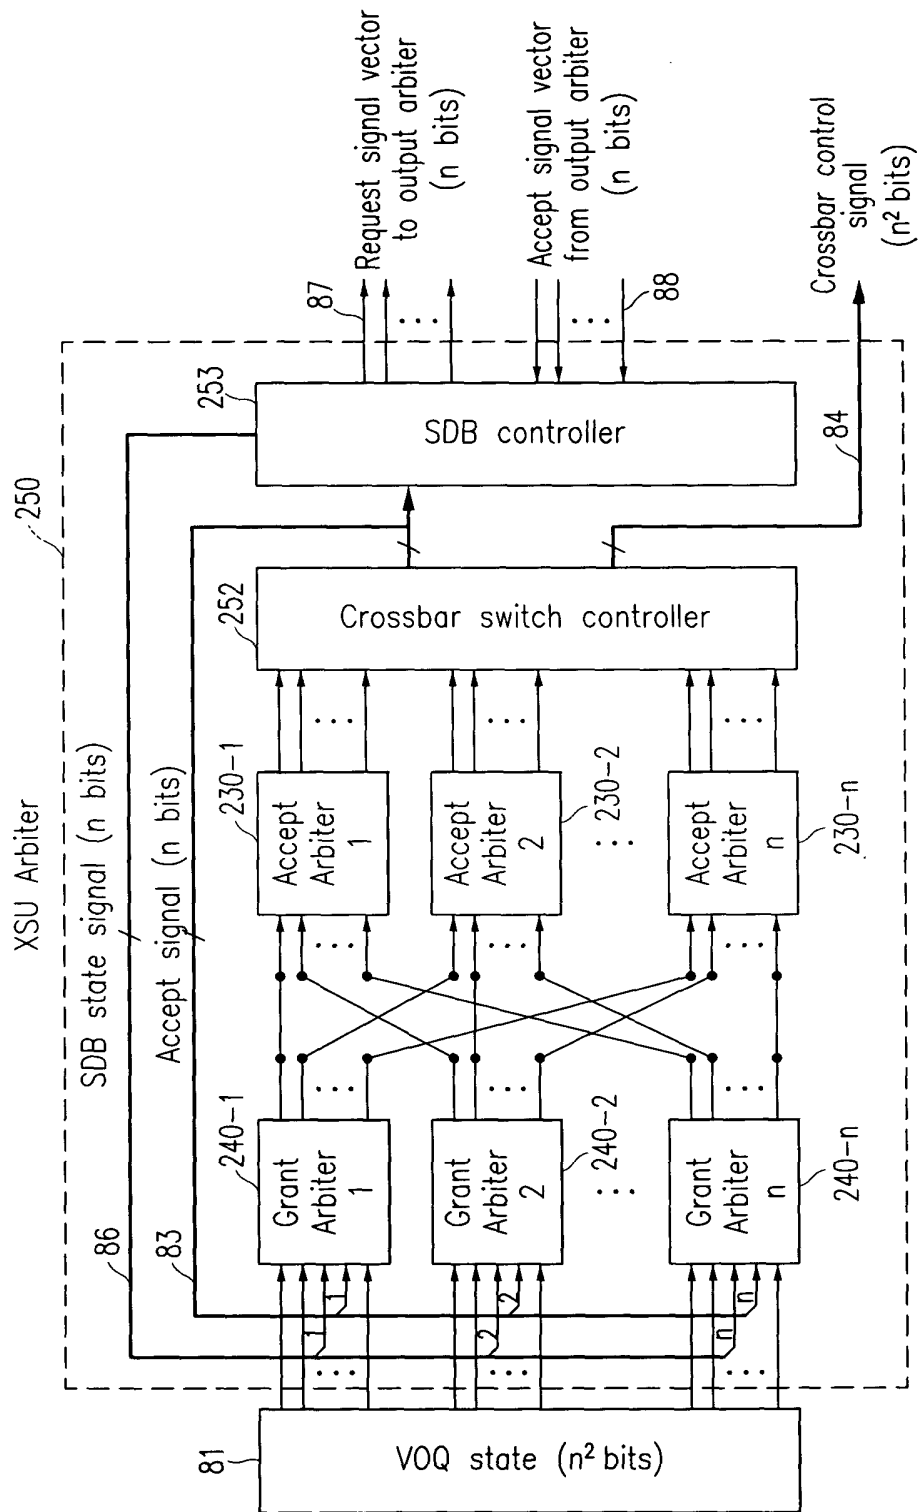 XSU Arbiter
250
SDB state signal (n bits)
Accept signal (n bits)
86
83
81
VOQ state (n² bits)
1
1
2
2
n
n
240-1
Grant
Arbiter
1
Grant
Arbiter
2
240-2
Grant
Arbiter
n
240-n
230-1
Accept
Arbiter
1
Accept
Arbiter
2
230-2
Accept
Arbiter
n
230-n
252
Crossbar switch controller
253
SDB controller
87
Request signal vector
to output arbiter
(n bits)
Accept signal vector
from output arbiter
(n bits)
88
84
Crossbar control
signal
(n² bits)